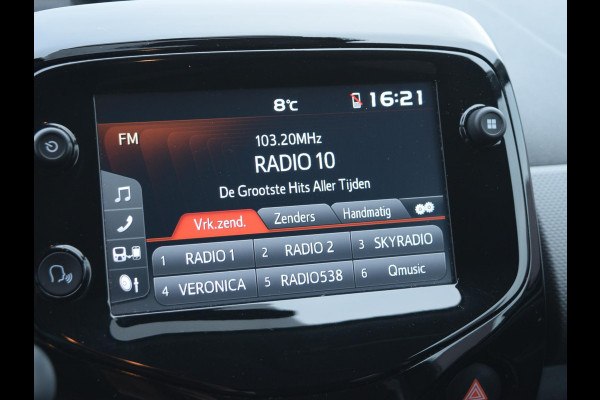 8°C 16:21
FM
103.20MHz
RADIO 10
De Grootste Hits Aller Tijden
Vrk.zend. Zenders Handmatig
1 RADIO 1 2 RADIO 2 3 SKYRADIO
4 VERONICA 5 RADIO538 6 Qmusic